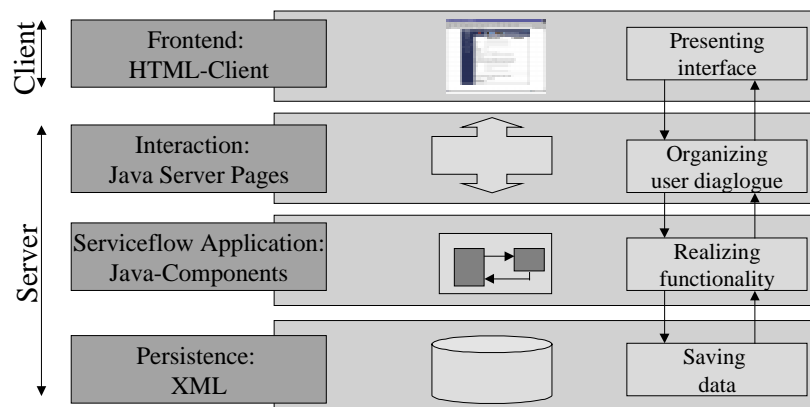 Client
Frontend:
HTML-Client
Presenting
interface
Server
Interaction:
Java Server Pages
Organizing
user diaglogue
Serviceflow Application:
Java-Components
Realizing
functionality
Persistence:
XML
Saving
data